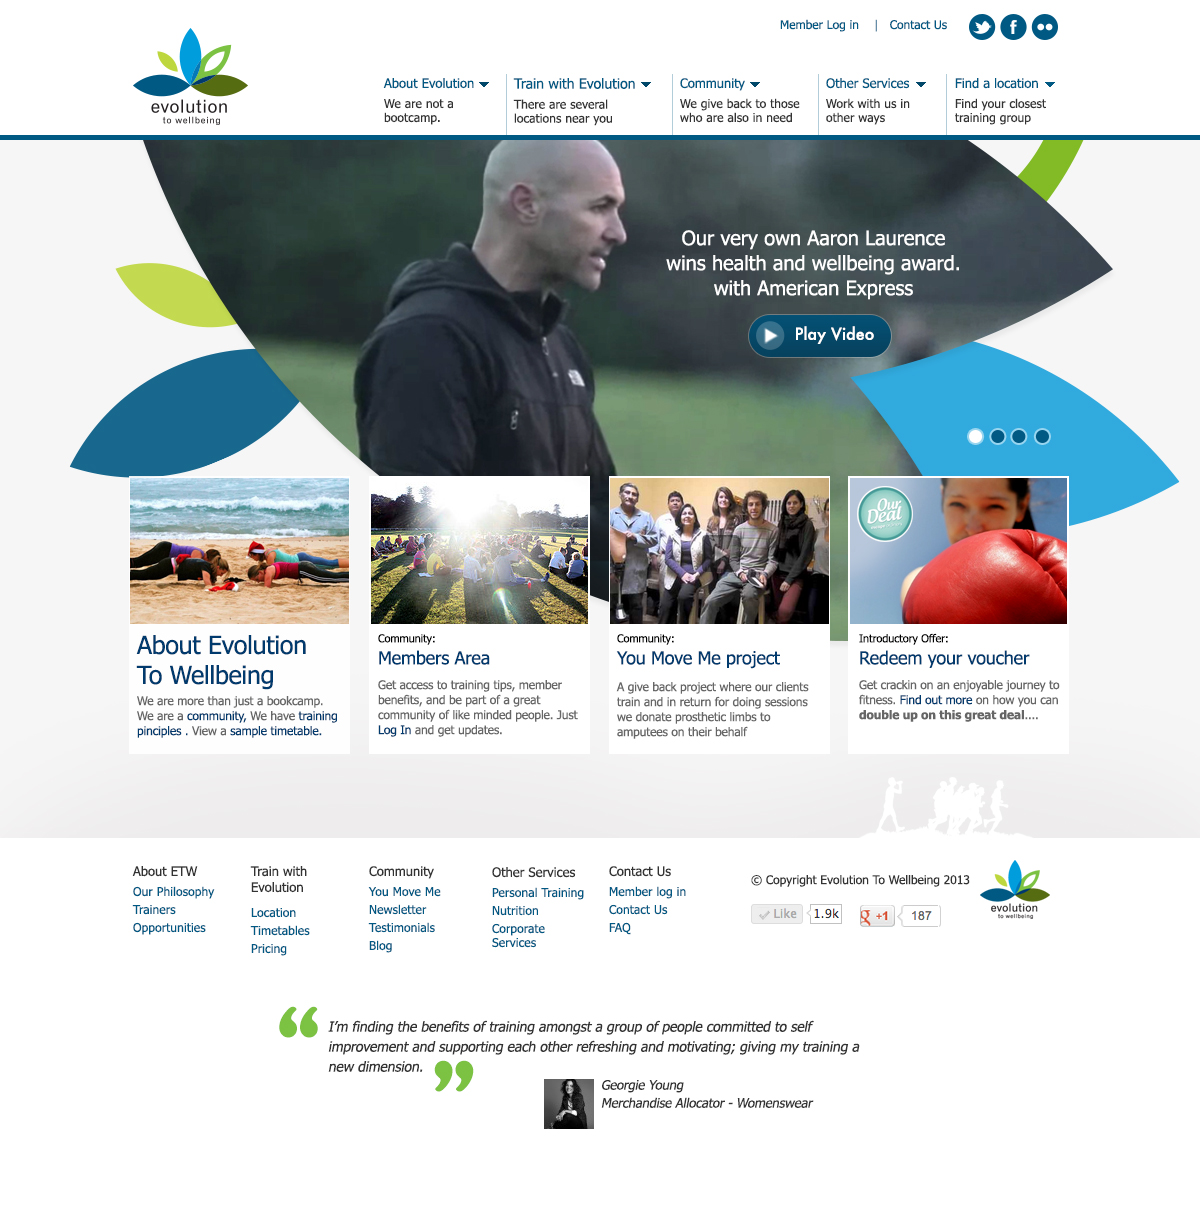 Member Log in | Contact Us
evolution
to wellbeing
About Evolution
We are not a
bootcamp.
Train with Evolution
There are several
locations near you
Community
We give back to those
who are also in need
Other Services
Work with us in
other ways
Find a location
Find your closest
training group
Our very own Aaron Laurence
wins health and wellbeing award.
with American Express
Play Video
About Evolution
To Wellbeing
We are more than just a bookcamp.
We are a community, We have training
pinciples . View a sample timetable.
Community:
Members Area
Get access to training tips, member
benefits, and be part of a great
community of like minded people. Just
Log In and get updates.
Community:
You Move Me project
A give back project where our clients
train and in return for doing sessions
we donate prosthetic limbs to
amputees on their behalf
Our
Deal
Introductory Offer:
Redeem your voucher
Get crackin on an enjoyable journey to
fitness. Find out more on how you can
double up on this great deal....
About ETW
Our Philosophy
Trainers
Opportunities
Train with
Evolution
Location
Timetables
Pricing
Community
You Move Me
Newsletter
Testimonials
Blog
Other Services
Personal Training
Nutrition
Corporate
Services
Contact Us
Member log in
Contact Us
FAQ
© Copyright Evolution To Wellbeing 2013
Like 1.9k
g +1 187
evolution
to wellbeing
“I’m finding the benefits of training amongst a group of people committed to self
improvement and supporting each other refreshing and motivating; giving my training a
new dimension.”
Georgie Young
Merchandise Allocator - Womenswear